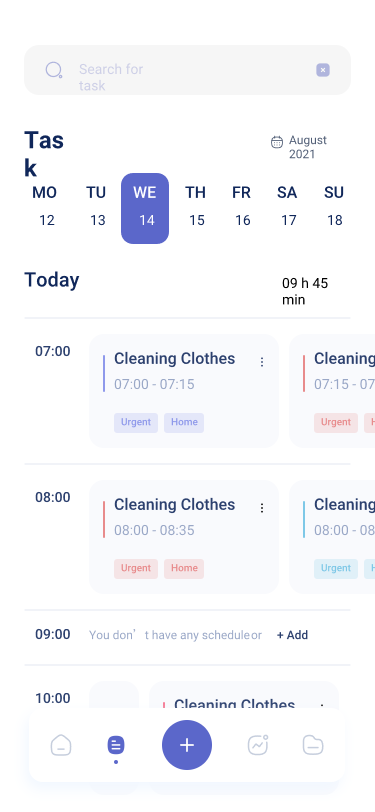 Search for
task
Tas
k
August
2021
MO TU WE TH FR SA SU
12 13 14 15 16 17 18
Today
09 h 45
min
07:00
Cleaning Clothes
07:00 - 07:15
Urgent Home
Cleaning
07:15 - 07
Urgent H
08:00
Cleaning Clothes
08:00 - 08:35
Urgent Home
Cleaning
08:00 - 08
Urgent H
09:00
You don’ t have any schedule or + Add
10:00
Cleaning Clothes